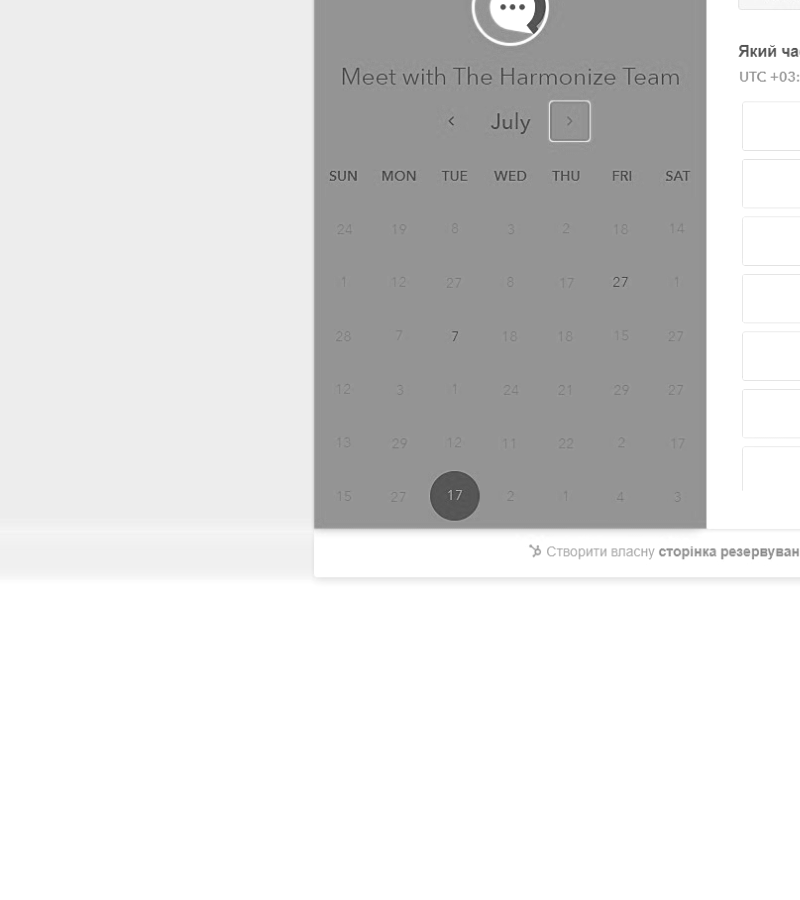 Meet with The Harmonize Team
July
SUN MON TUE WED THU FRI SAT
24 19 8 3 2 18 14
1 12 27 8 17 27 1
28 7 7 18 18 15 27
12 3 1 24 21 29 27
13 29 12 11 22 2 17
15 27 17 2 1 4 3
Який ча
UTC +03:
Створити власну сторінка резервуван